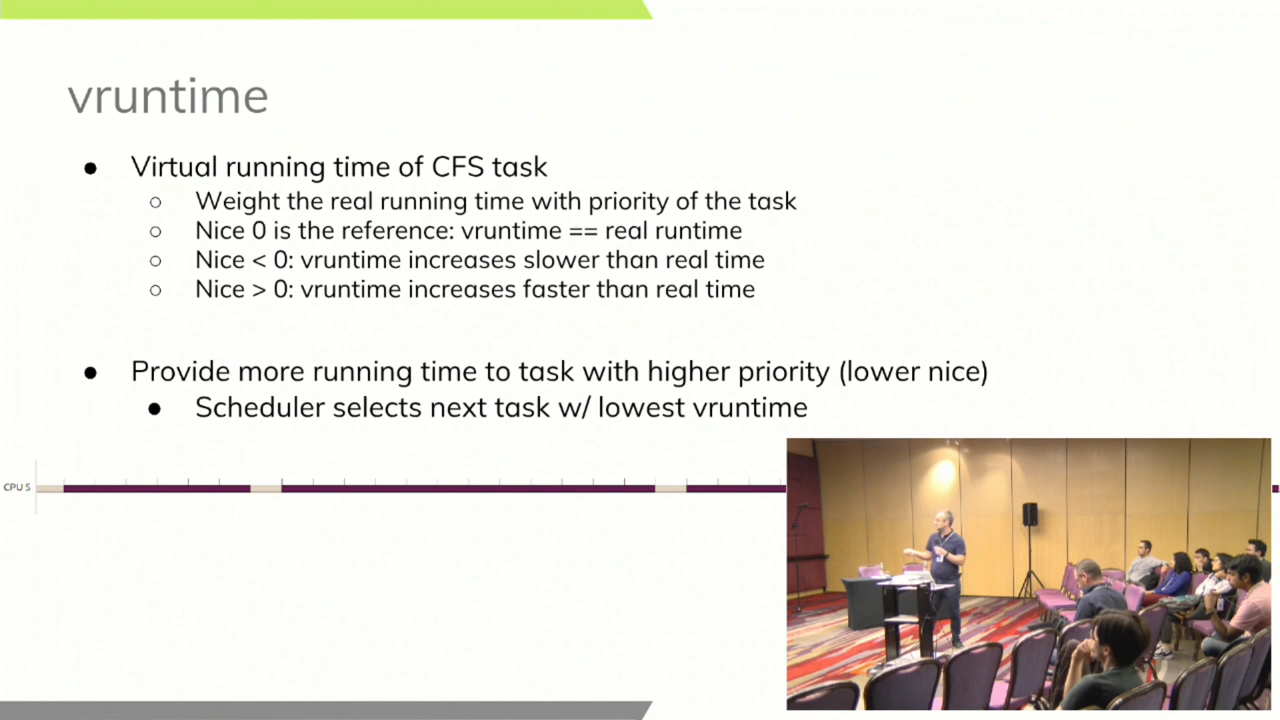 vruntime
● Virtual running time of CFS task
○ Weight the real running time with priority of the task
○ Nice 0 is the reference: vruntime == real runtime
○ Nice < 0: vruntime increases slower than real time
○ Nice > 0: vruntime increases faster than real time
● Provide more running time to task with higher priority (lower nice)
● Scheduler selects next task w/ lowest vruntime
CPU 5